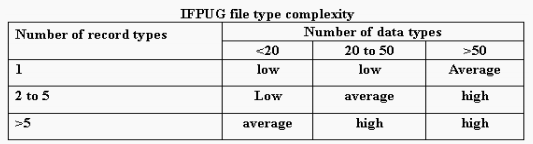 IFPUG file type complexity
Number of record types Number of data types
<20 20 to 50 >50
1 low low Average
2 to 5 Low average high
>5 average high high